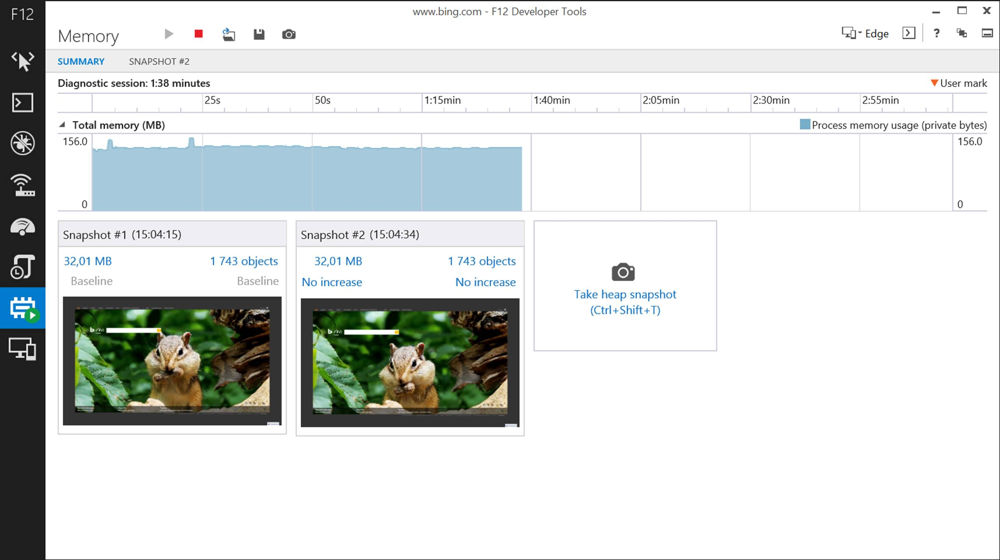 F12
www.bing.com - F12 Developer Tools
Memory
Edge
?
SUMMARY
SNAPSHOT #2
Diagnostic session: 1:38 minutes
User mark
25s
50s
1:15min
1:40min
2:05min
2:30min
2:55min
Total memory (MB)
Process memory usage (private bytes)
156.0
156.0
0
0
Snapshot #1 (15:04:15)
32,01 MB
1 743 objects
Baseline
Baseline
bing
Snapshot #2 (15:04:34)
32,01 MB
1 743 objects
No increase
No increase
bing
Take heap snapshot
(Ctrl+Shift+T)